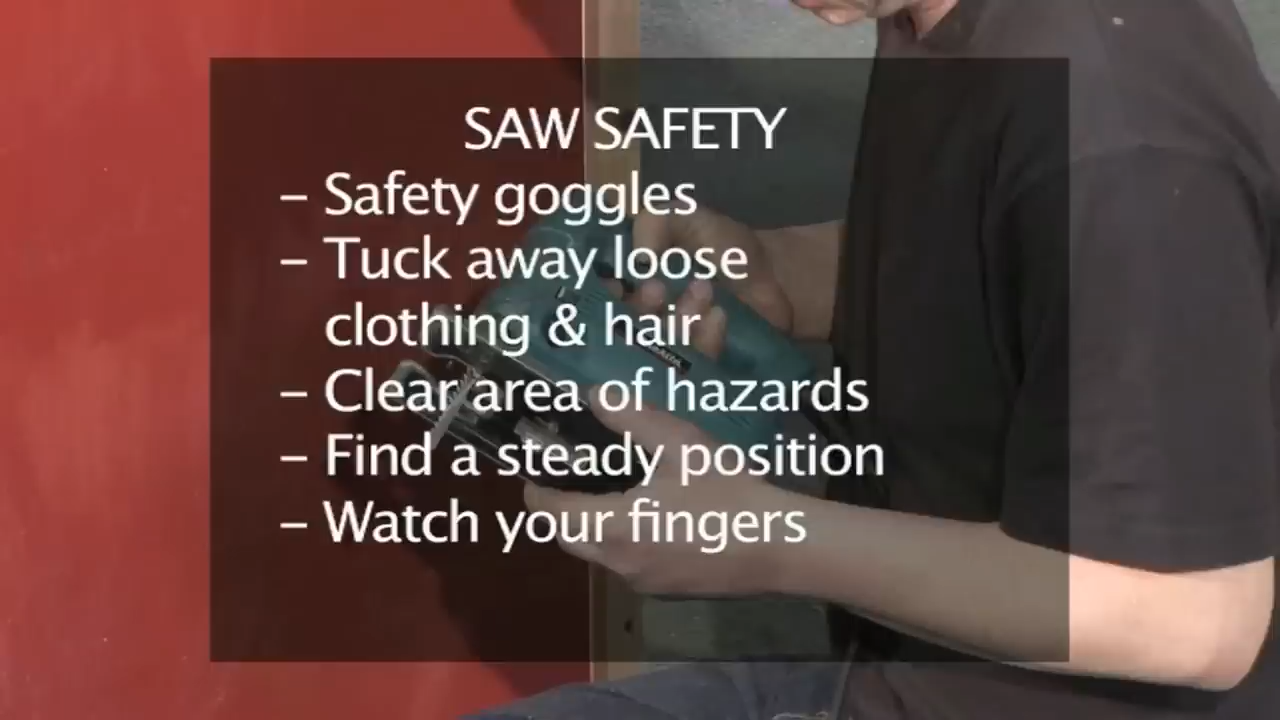 SAW SAFETY
– Safety goggles
– Tuck away loose
clothing & hair
– Clear area of hazards
– Find a steady position
– Watch your fingers